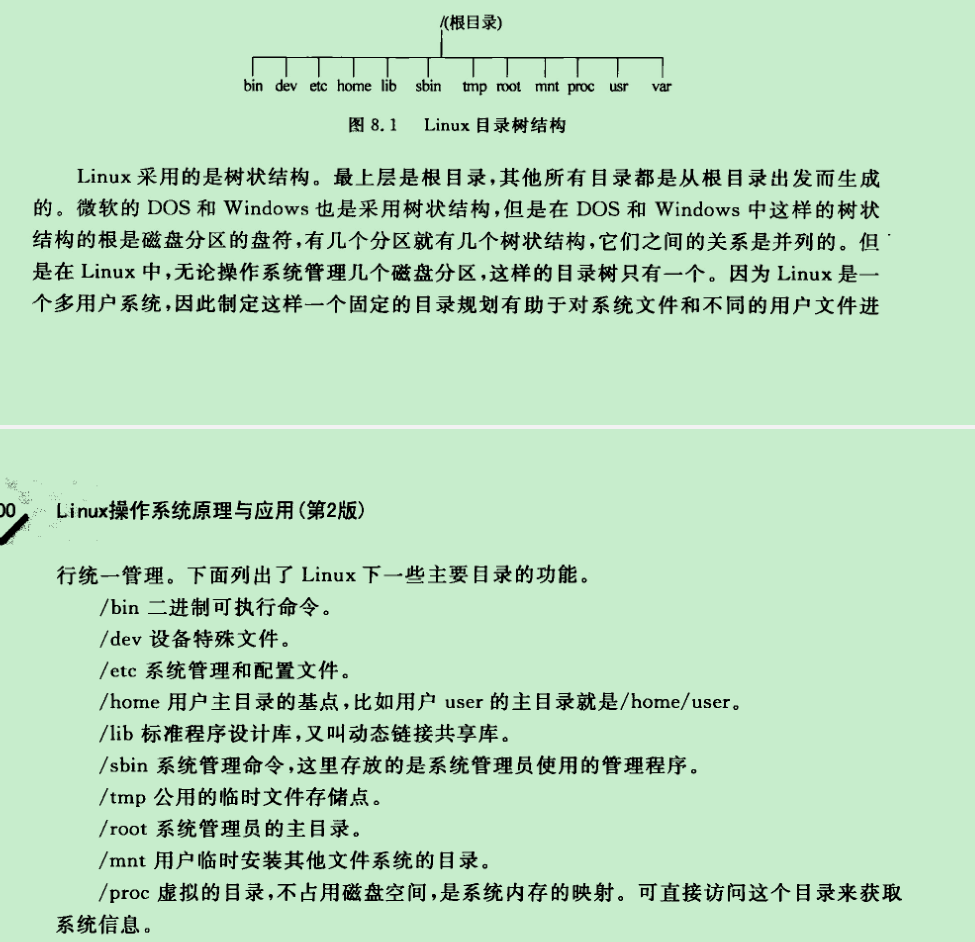 /(根目录)
bin dev etc home lib sbin tmp root mnt proc usr var
图 8.1 Linux 目录树结构
Linux 采用的是树状结构。最上层是根目录,其他所有目录都是从根目录出发而生成
的。微软的 DOS 和 Windows 也是采用树状结构,但是在 DOS 和 Windows 中这样的树状
结构的根是磁盘分区的盘符,有几个分区就有几个树状结构,它们之间的关系是并列的。但
是在 Linux 中,无论操作系统管理几个磁盘分区,这样的目录树只有一个。因为 Linux 是一
个多用户系统,因此制定这样一个固定的目录规划有助于对系统文件和不同的用户文件进
Linux操作系统原理与应用(第2版)
行统一管理。下面列出了 Linux 下一些主要目录的功能。
/bin 二进制可执行命令。
/dev 设备特殊文件。
/etc 系统管理和配置文件。
/home 用户主目录的基点,比如用户 user 的主目录就是/home/user。
/lib 标准程序设计库,又叫动态链接共享库。
/sbin 系统管理命令,这里存放的是系统管理员使用的管理程序。
/tmp 公用的临时文件存储点。
/root 系统管理员的主目录。
/mnt 用户临时安装其他文件系统的目录。
/proc 虚拟的目录,不占用磁盘空间,是系统内存的映射。可直接访问这个目录来获取
系统信息。